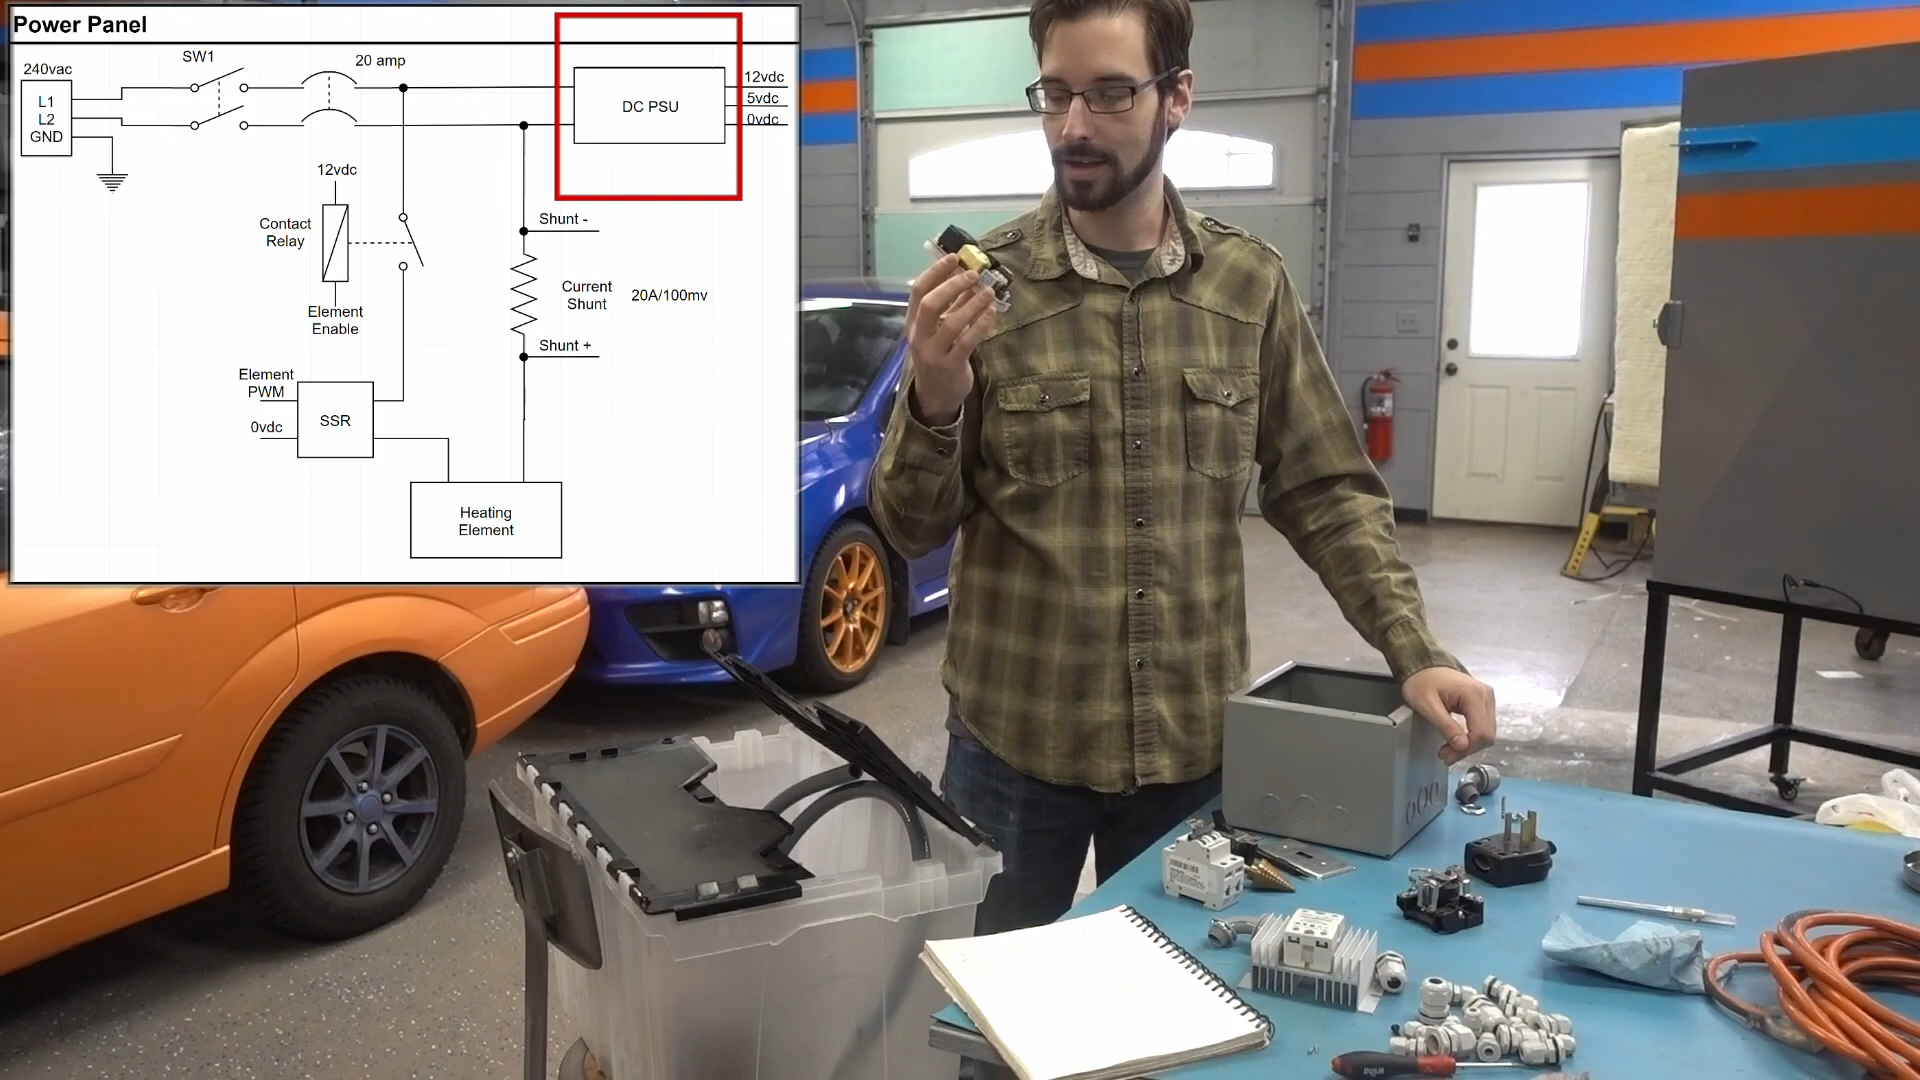 Power Panel
240vac
L1
L2
GND
SW1
20 amp
DC PSU
12vdc
5vdc
0vdc
12vdc
Contact
Relay
Element
Enable
Shunt -
Current
Shunt
20A/100mv
Shunt +
Element
PWM
0vdc
SSR
Heating
Element